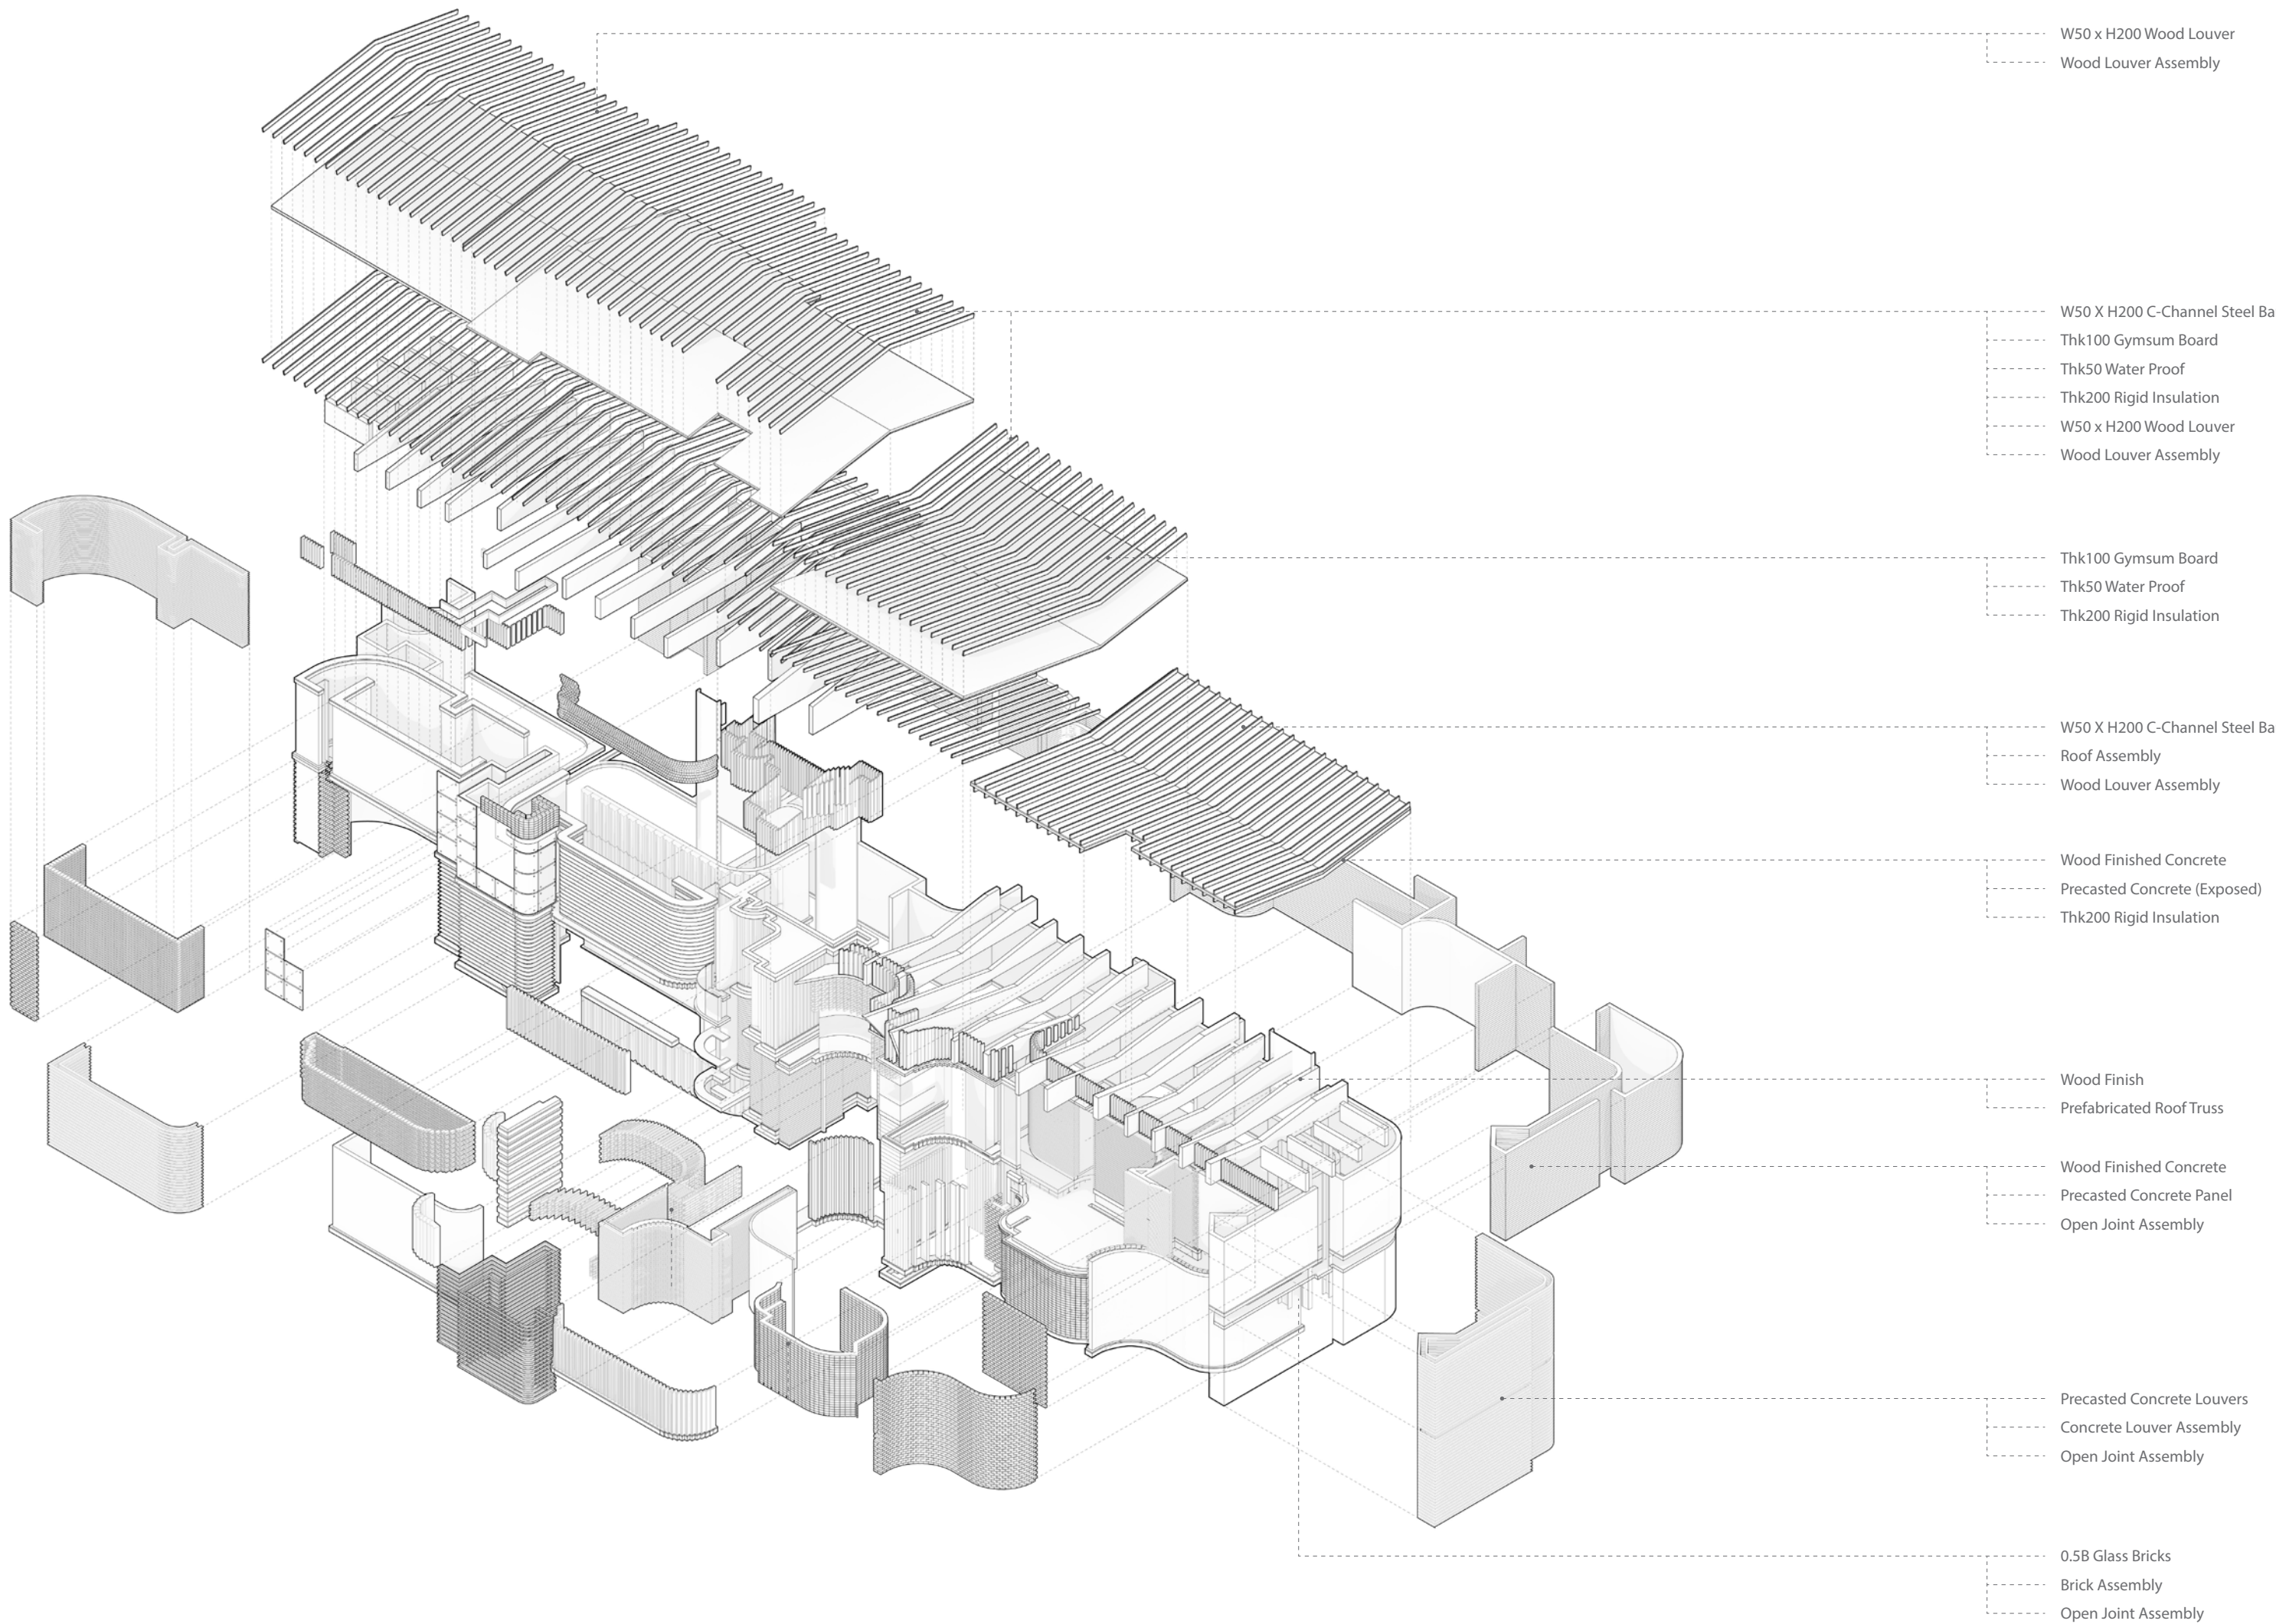 W50 x H200 Wood Louver
Wood Louver Assembly
W50 X H200 C-Channel Steel Ba
Thk100 Gymsum Board
Thk50 Water Proof
Thk200 Rigid Insulation
W50 x H200 Wood Louver
Wood Louver Assembly
Thk100 Gymsum Board
Thk50 Water Proof
Thk200 Rigid Insulation
W50 X H200 C-Channel Steel Ba
Roof Assembly
Wood Louver Assembly
Wood Finished Concrete
Precasted Concrete (Exposed)
Thk200 Rigid Insulation
Wood Finish
Prefabricated Roof Truss
Wood Finished Concrete
Precasted Concrete Panel
Open Joint Assembly
Precasted Concrete Louvers
Concrete Louver Assembly
Open Joint Assembly
0.5B Glass Bricks
Brick Assembly
Open Joint Assembly